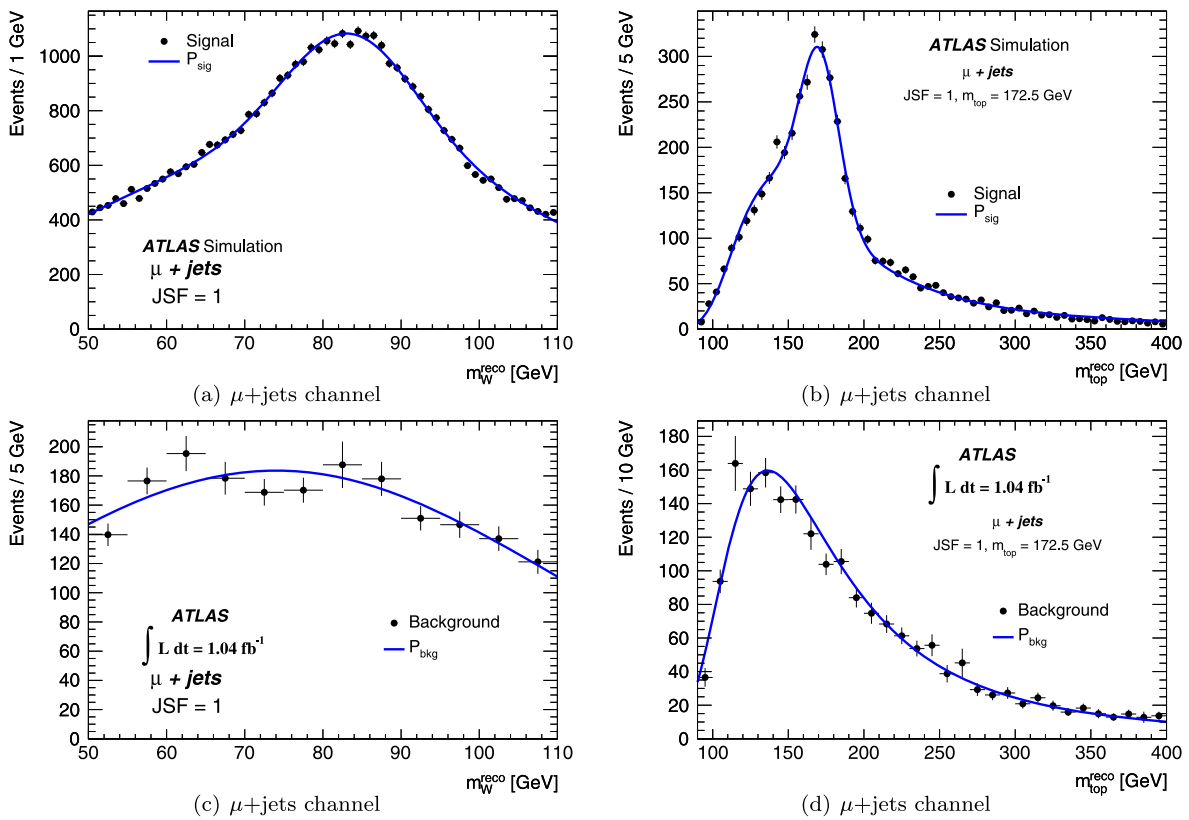 Events / 1 GeV
1000
800
600
400
200
0
Signal
P_sig
ATLAS Simulation
μ + jets
JSF = 1
50 60 70 80 90 100 110
m_W^reco [GeV]
(a) μ+jets channel
Events / 5 GeV
300
250
200
150
100
50
0
ATLAS Simulation
μ + jets
JSF = 1, m_top = 172.5 GeV
Signal
P_sig
100 150 200 250 300 350 400
m_top^reco [GeV]
(b) μ+jets channel
Events / 5 GeV
200
180
160
140
120
100
80
60
40
20
0
ATLAS
∫ L dt = 1.04 fb^-1
μ + jets
JSF = 1
Background
P_bkg
50 60 70 80 90 100 110
m_W^reco [GeV]
(c) μ+jets channel
Events / 10 GeV
180
160
140
120
100
80
60
40
20
0
ATLAS
∫ L dt = 1.04 fb^-1
μ + jets
JSF = 1, m_top = 172.5 GeV
Background
P_bkg
100 150 200 250 300 350 400
m_top^reco [GeV]
(d) μ+jets channel